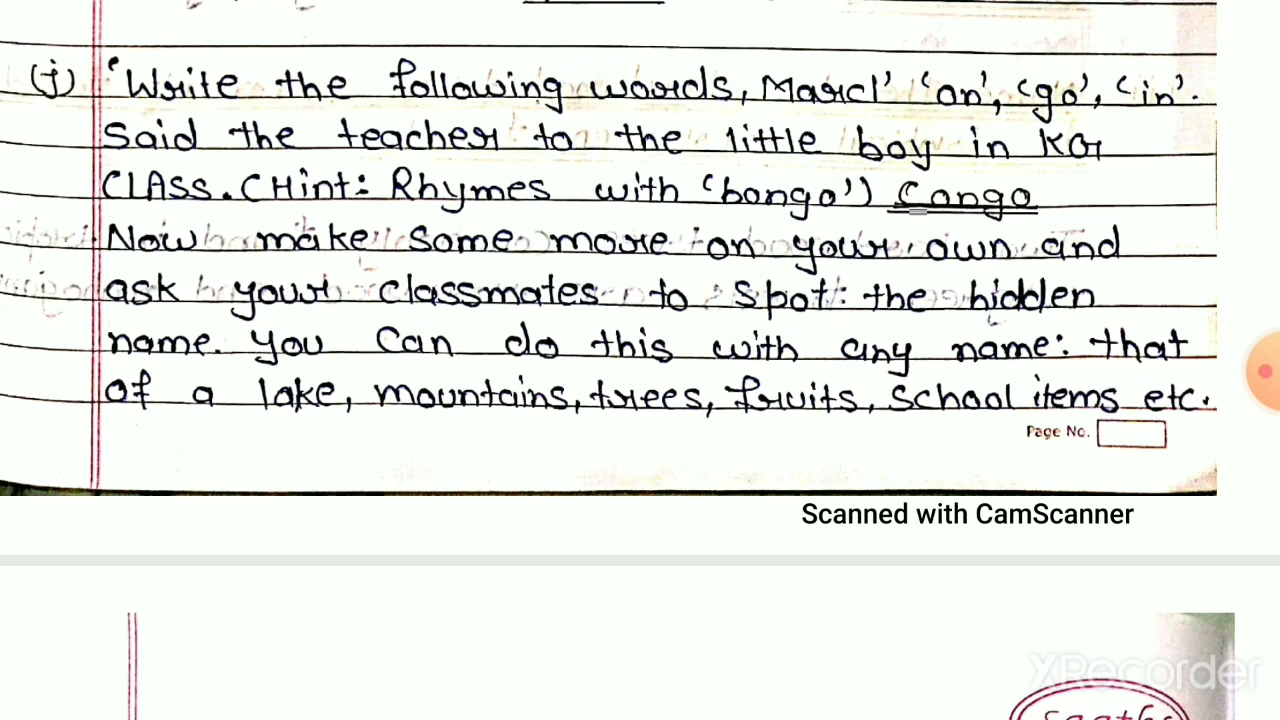 (j) 'Write the following words, Marcl' 'on', 'go', 'in'.
Said the teacher to the little boy in KG
CLASS. (Hint: Rhymes with 'bongo') Congo
Now make some more on your own and
ask your classmates to spot: the hidden
name. You can do this with any name: that
of a lake, mountains, trees, fruits, School items etc.
Page No.
Scanned with CamScanner
XRecorder